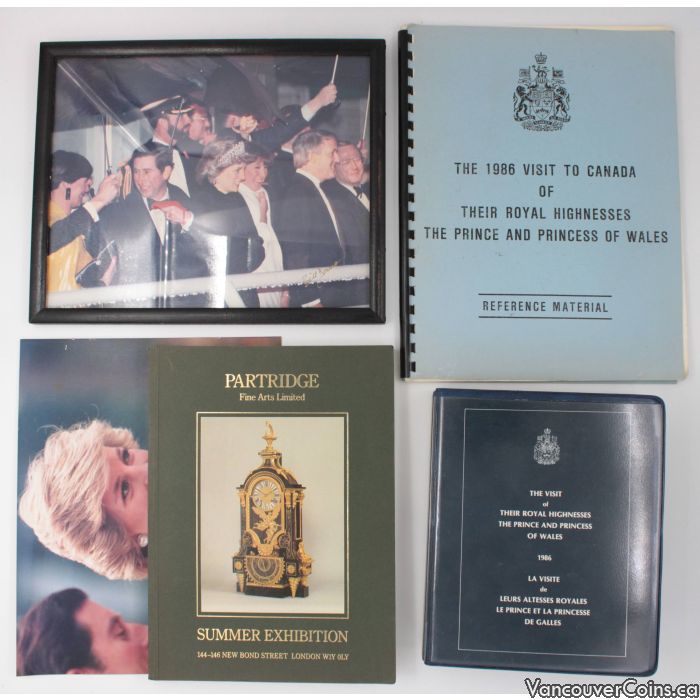 THE 1986 VISIT TO CANADA
OF
THEIR ROYAL HIGHNESSES
THE PRINCE AND PRINCESS OF WALES
REFERENCE MATERIAL
PARTRIDGE
Fine Arts Limited
SUMMER EXHIBITION
144-146 NEW BOND STREET LONDON W1Y 0LY
THE VISIT
of
THEIR ROYAL HIGHNESSES
THE PRINCE AND PRINCESS
OF WALES
1986
LA VISITE
de
LEURS ALTESSES ROYALES
LE PRINCE ET LA PRINCESSE
DE GALLES
VancouverCoins.ca